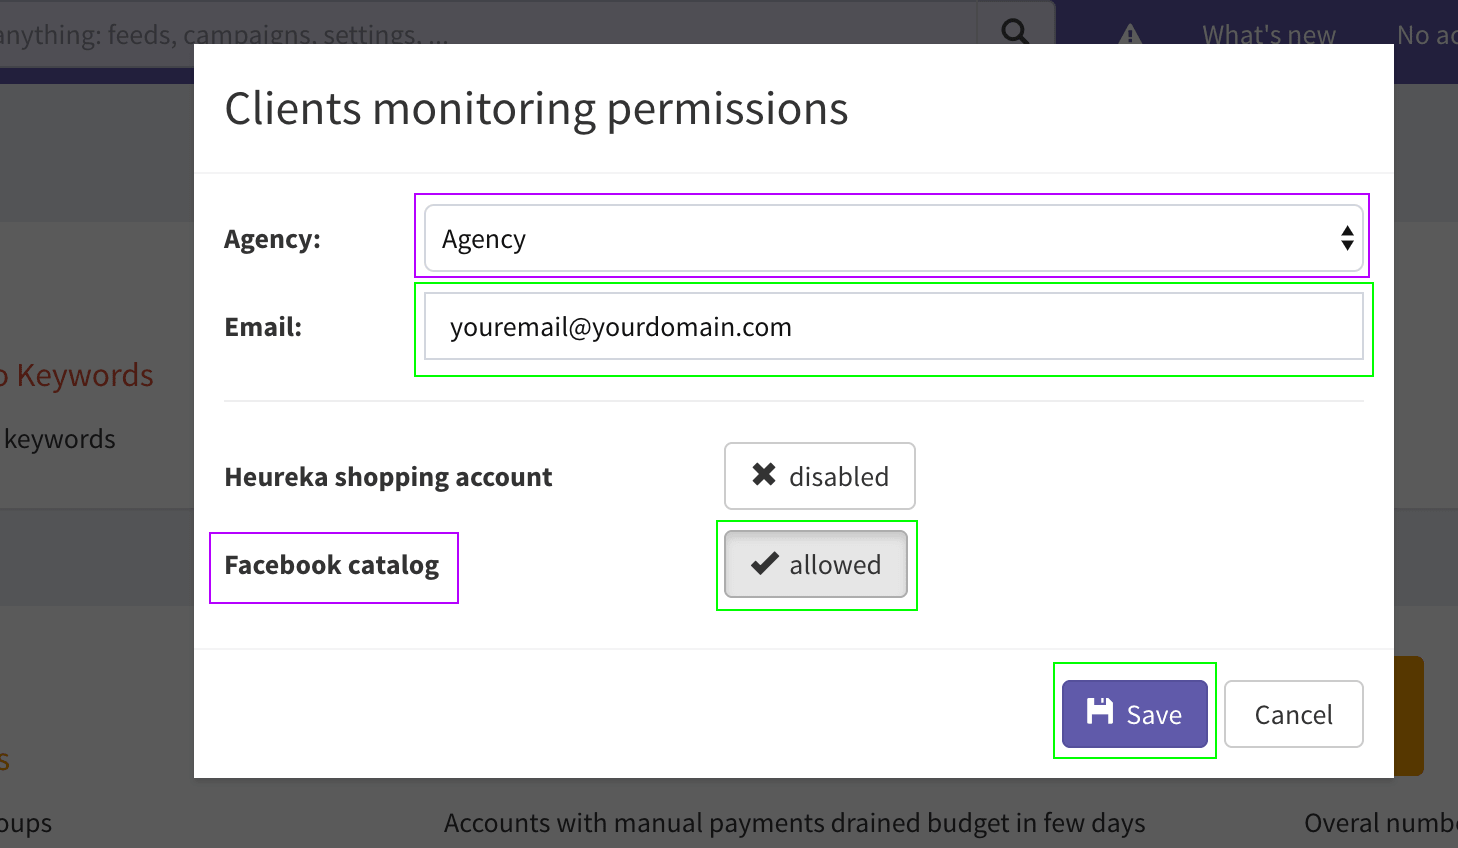 anything: feeds, campaigns, settings, ...
What's new
No ac
Clients monitoring permissions
Agency:
Agency
Email:
youremail@yourdomain.com
o Keywords
keywords
Heureka shopping account
disabled
Facebook catalog
allowed
Save
Cancel
s
oups
Accounts with manual payments drained budget in few days
Overal numbe